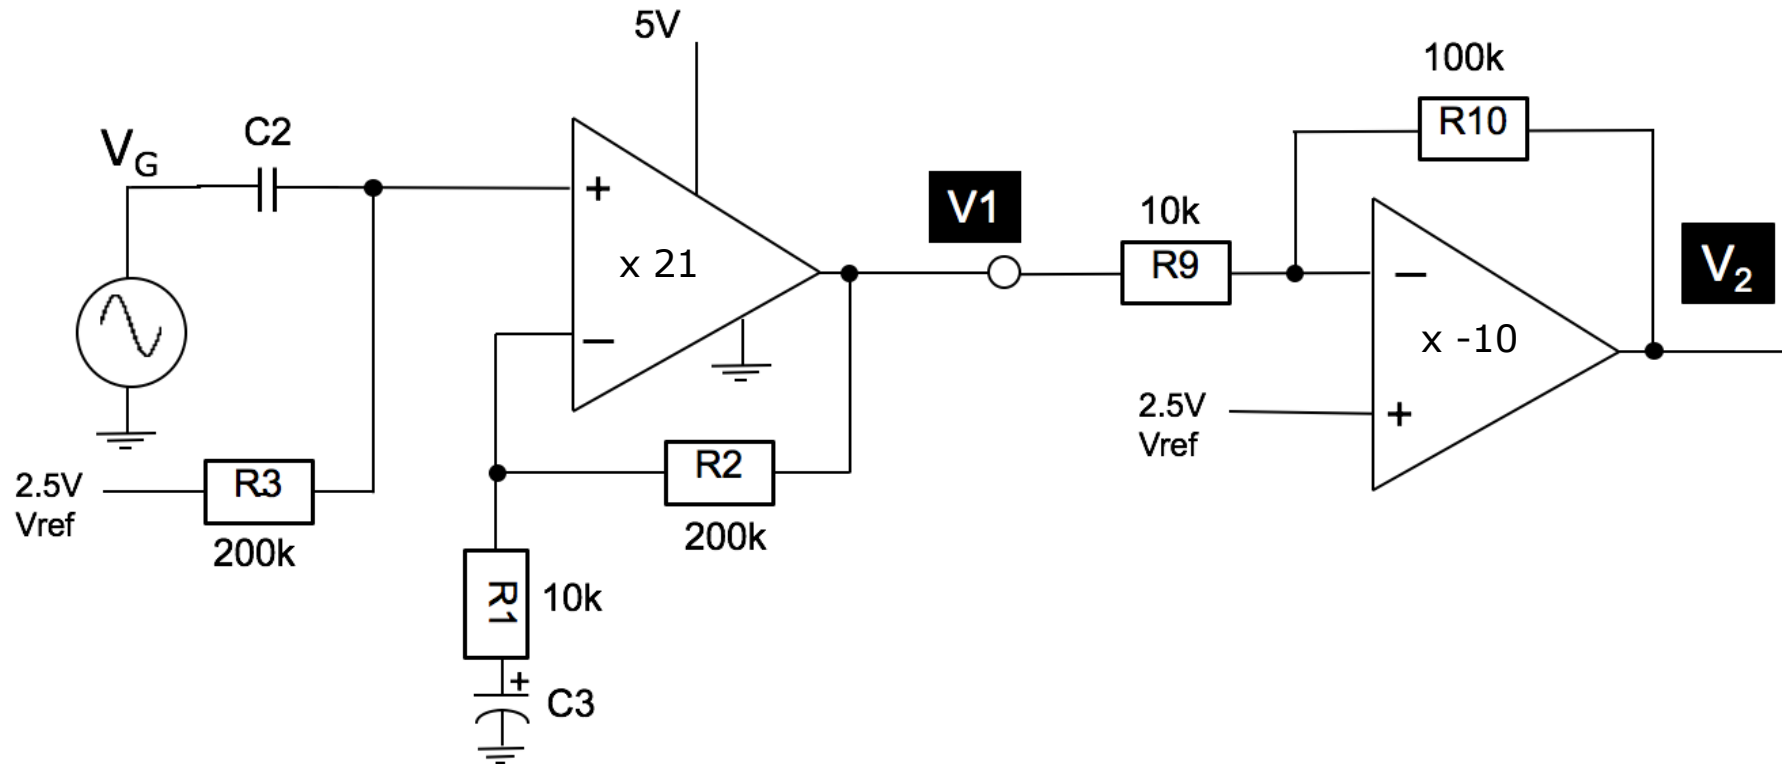 5V
100k
R10
VG
C2
+
x 21
−
V1
10k
R9
−
x -10
+
V2
2.5V
Vref
2.5V
Vref
R3
200k
R2
200k
R1
10k
+
C3